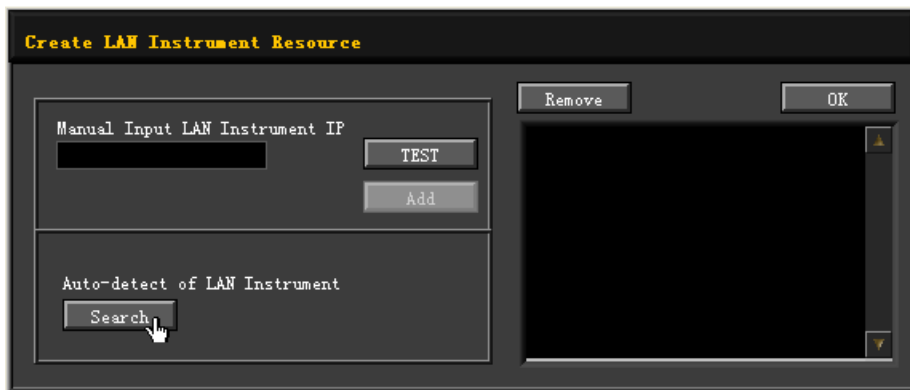 Create LAN Instrument Resource
Remove
OK
Manual Input LAN Instrument IP
TEST
Add
Auto-detect of LAN Instrument
Search